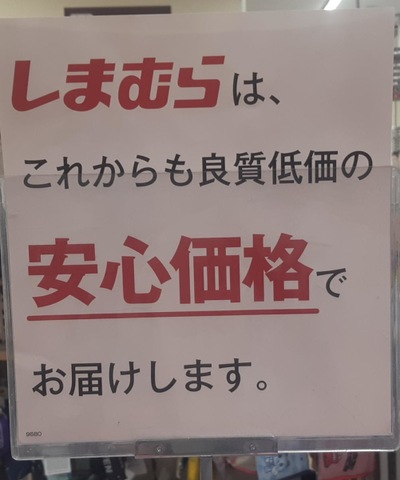 しまむらは、
これからも良質低価の
安心価格で
お届けします。
9680